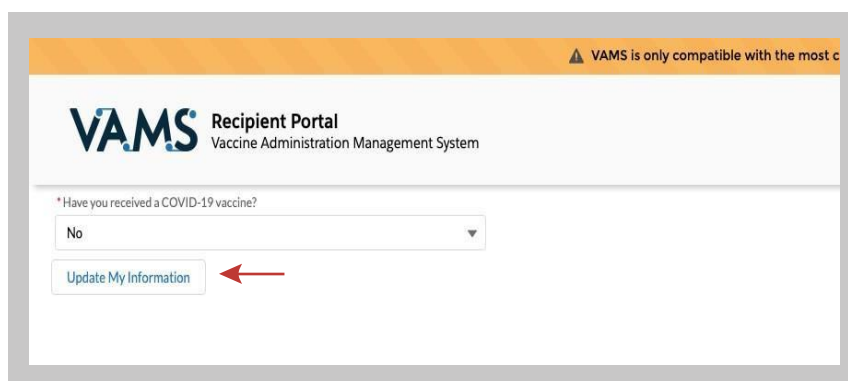 VAMS is only compatible with the most c
VAMS
Recipient Portal
Vaccine Administration Management System
*Have you received a COVID-19 vaccine?
No
Update My Information